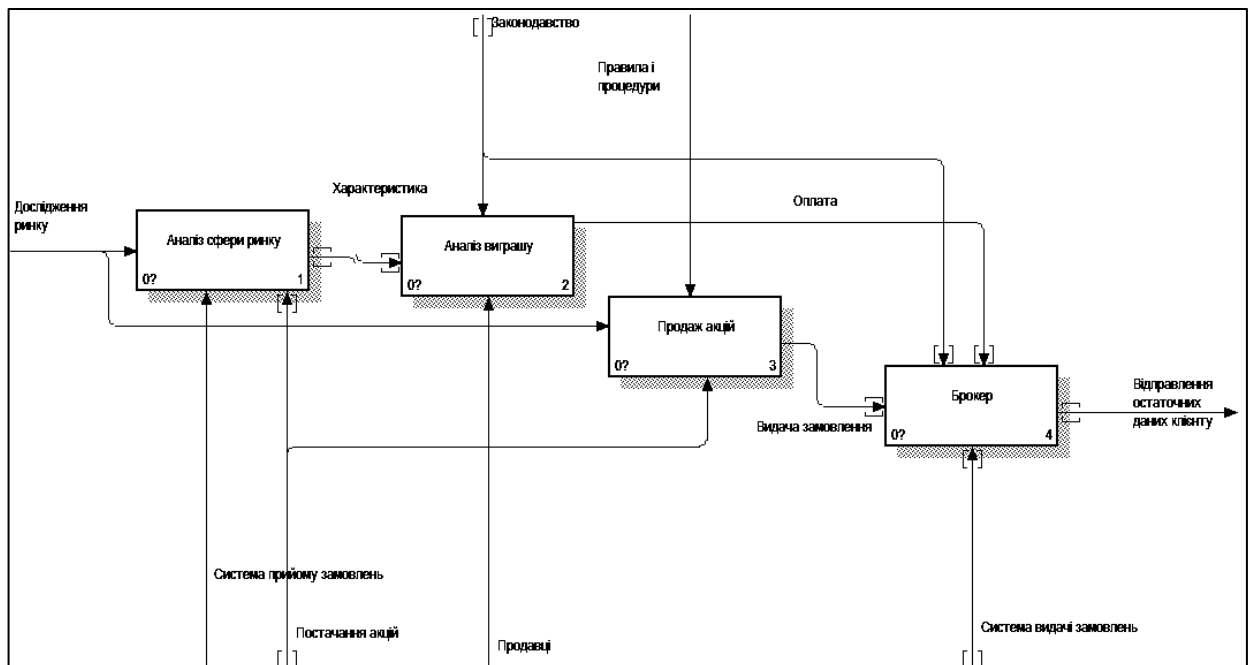 Законодавство
Правила і
процедури
Характеристика
Оплата
Дослідження
ринку
Аналіз сфери ринку
0? 1
Аналіз виграшу
0? 2
Продаж акцій
0? 3
Брокер
0? 4
Відправлення
остаточних
даних клієнту
Видача замовлення
Система прийому замовлень
Постачання акцій
Продавці
Система видачі замовлень